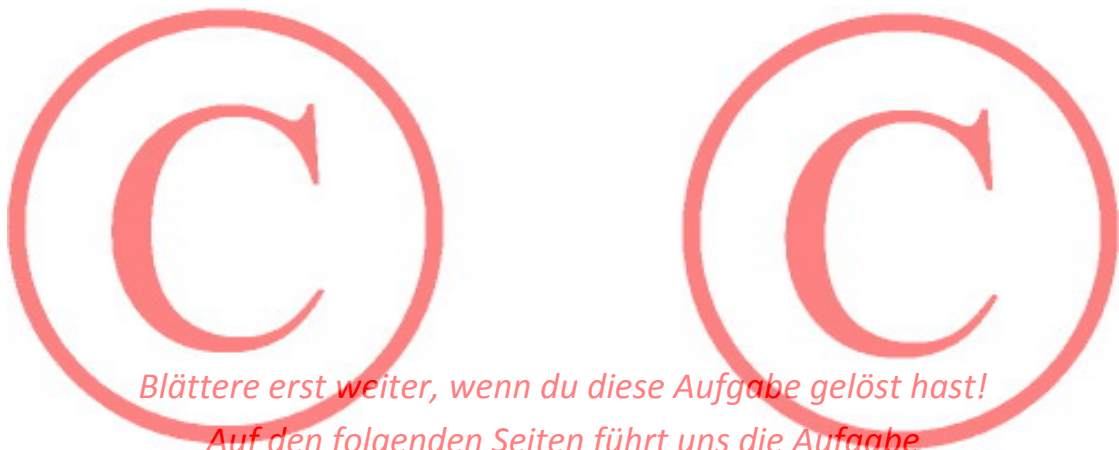 © ©
Blättere erst weiter, wenn du diese Aufgabe gelöst hast!
Auf den folgenden Seiten führt uns die Aufgabe